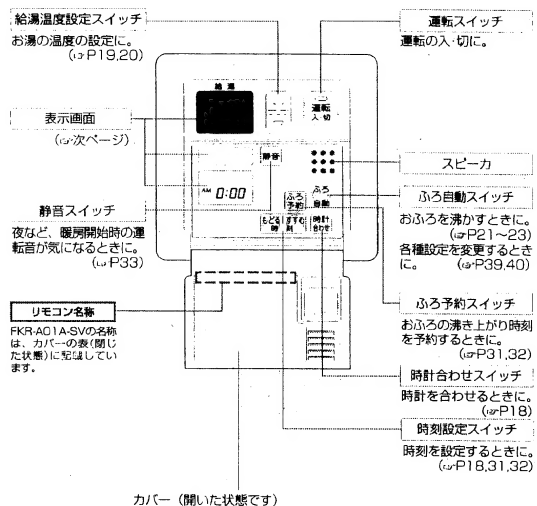 給湯温度設定スイッチ
お湯の温度の設定に。
(☞P19,20)
運転スイッチ
運転の入・切に。
給湯
運転
入・切
表示画面
(☞次ページ)
静音
スピーカ
AM 0:00
ふろ
予約
ふろ
自動
もどる すすむ
時 刻
時計
合わせ
静音スイッチ
夜など、暖房開始時の運
転音が気になるときに。
(☞P33)
ふろ自動スイッチ
おふろを沸かすときに。
(☞P21～23)
各種設定を変更するとき
に。 (☞P39,40)
リモコン名称
FKR-A01A-SVの名称
は、カバーの表(閉じ
た状態)に記載してい
ます。
ふろ予約スイッチ
おふろの沸き上がり時刻
を予約するときに。
(☞P31,32)
時計合わせスイッチ
時計を合わせるときに。
(☞P18)
時刻設定スイッチ
時刻を設定するときに。
(☞P18,31,32)
カバー（開いた状態です）